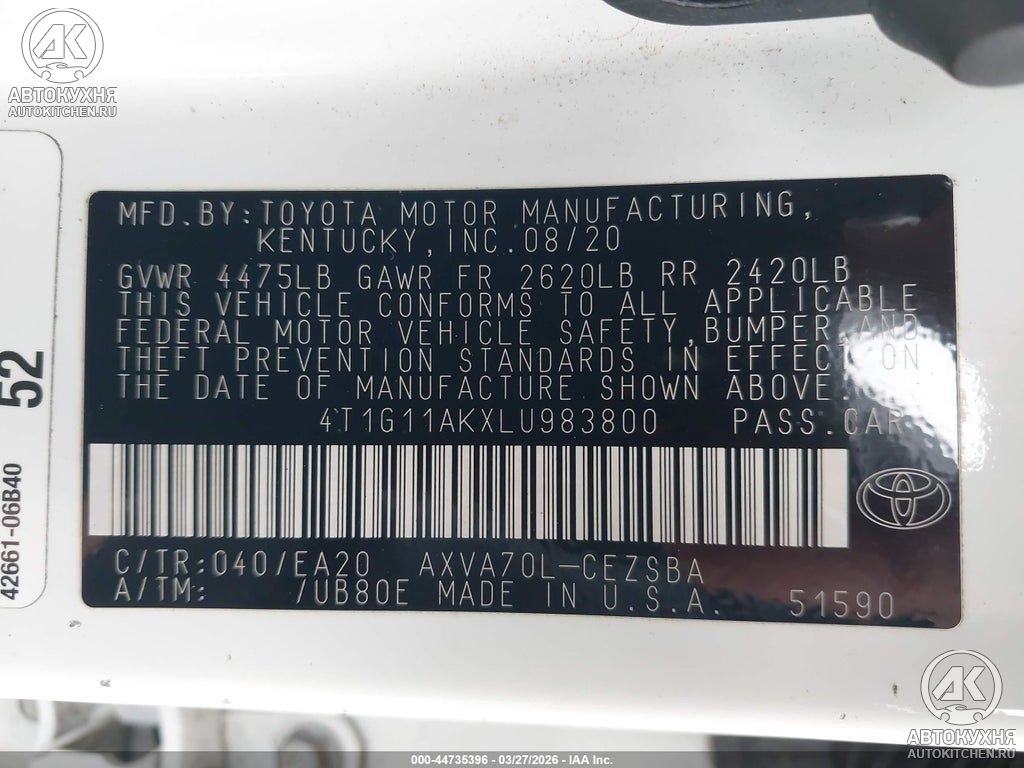 AK
АВТОКУХНЯ
AUTOKITCHEN.RU
52
42661-06B40
MFD.BY:TOYOTA MOTOR MANUFACTURING,
KENTUCKY,INC.08/20
GVWR 4475LB GAWR FR 2620LB RR 2420LB
THIS VEHICLE CONFORMS TO ALL APPLICABLE
FEDERAL MOTOR VEHICLE SAFETY,BUMPER,AND
THEFT PREVENTION STANDARDS IN EFFECT ON
THE DATE OF MANUFACTURE SHOWN ABOVE.
4T1G11AKXLU983800 PASS.CAR
C/TR:040/EA20 AXVA70L-CEZSBA
A/TM: /UB80E MADE IN U.S.A. 51590
AK
АВТОКУХНЯ
AUTOKITCHEN.RU
000-44735396 - 03/27/2026 - IAA Inc.